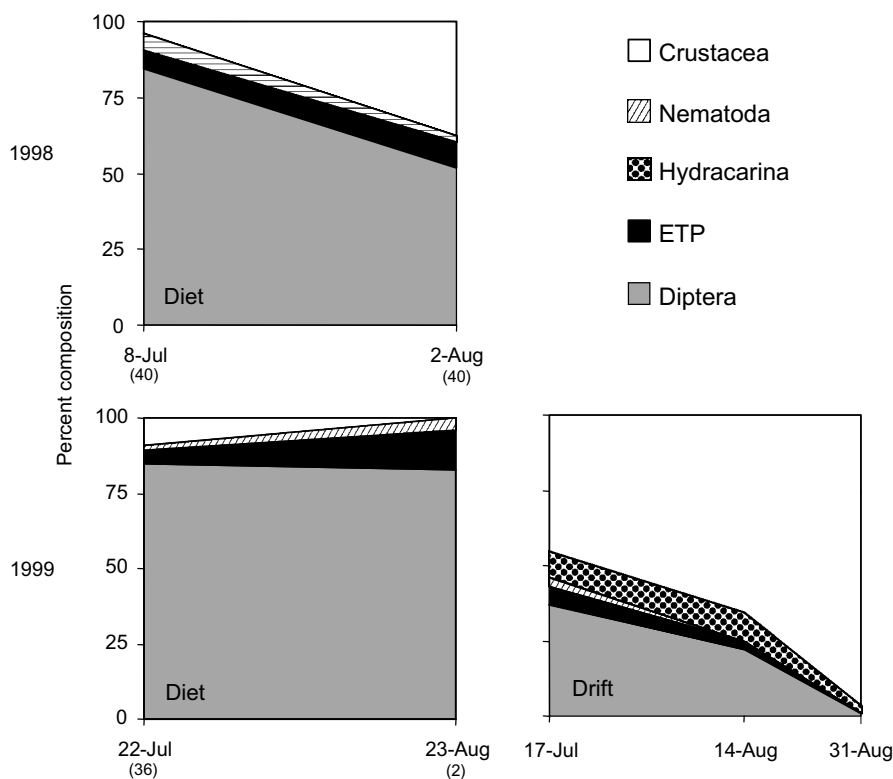 100
75
50
25
0
1998
Diet
8-Jul
(40)
2-Aug
(40)
Crustacea
Nematoda
Hydracarina
ETP
Diptera
Percent composition
100
75
50
25
0
1999
Diet
22-Jul
(36)
23-Aug
(2)
Drift
17-Jul
14-Aug
31-Aug